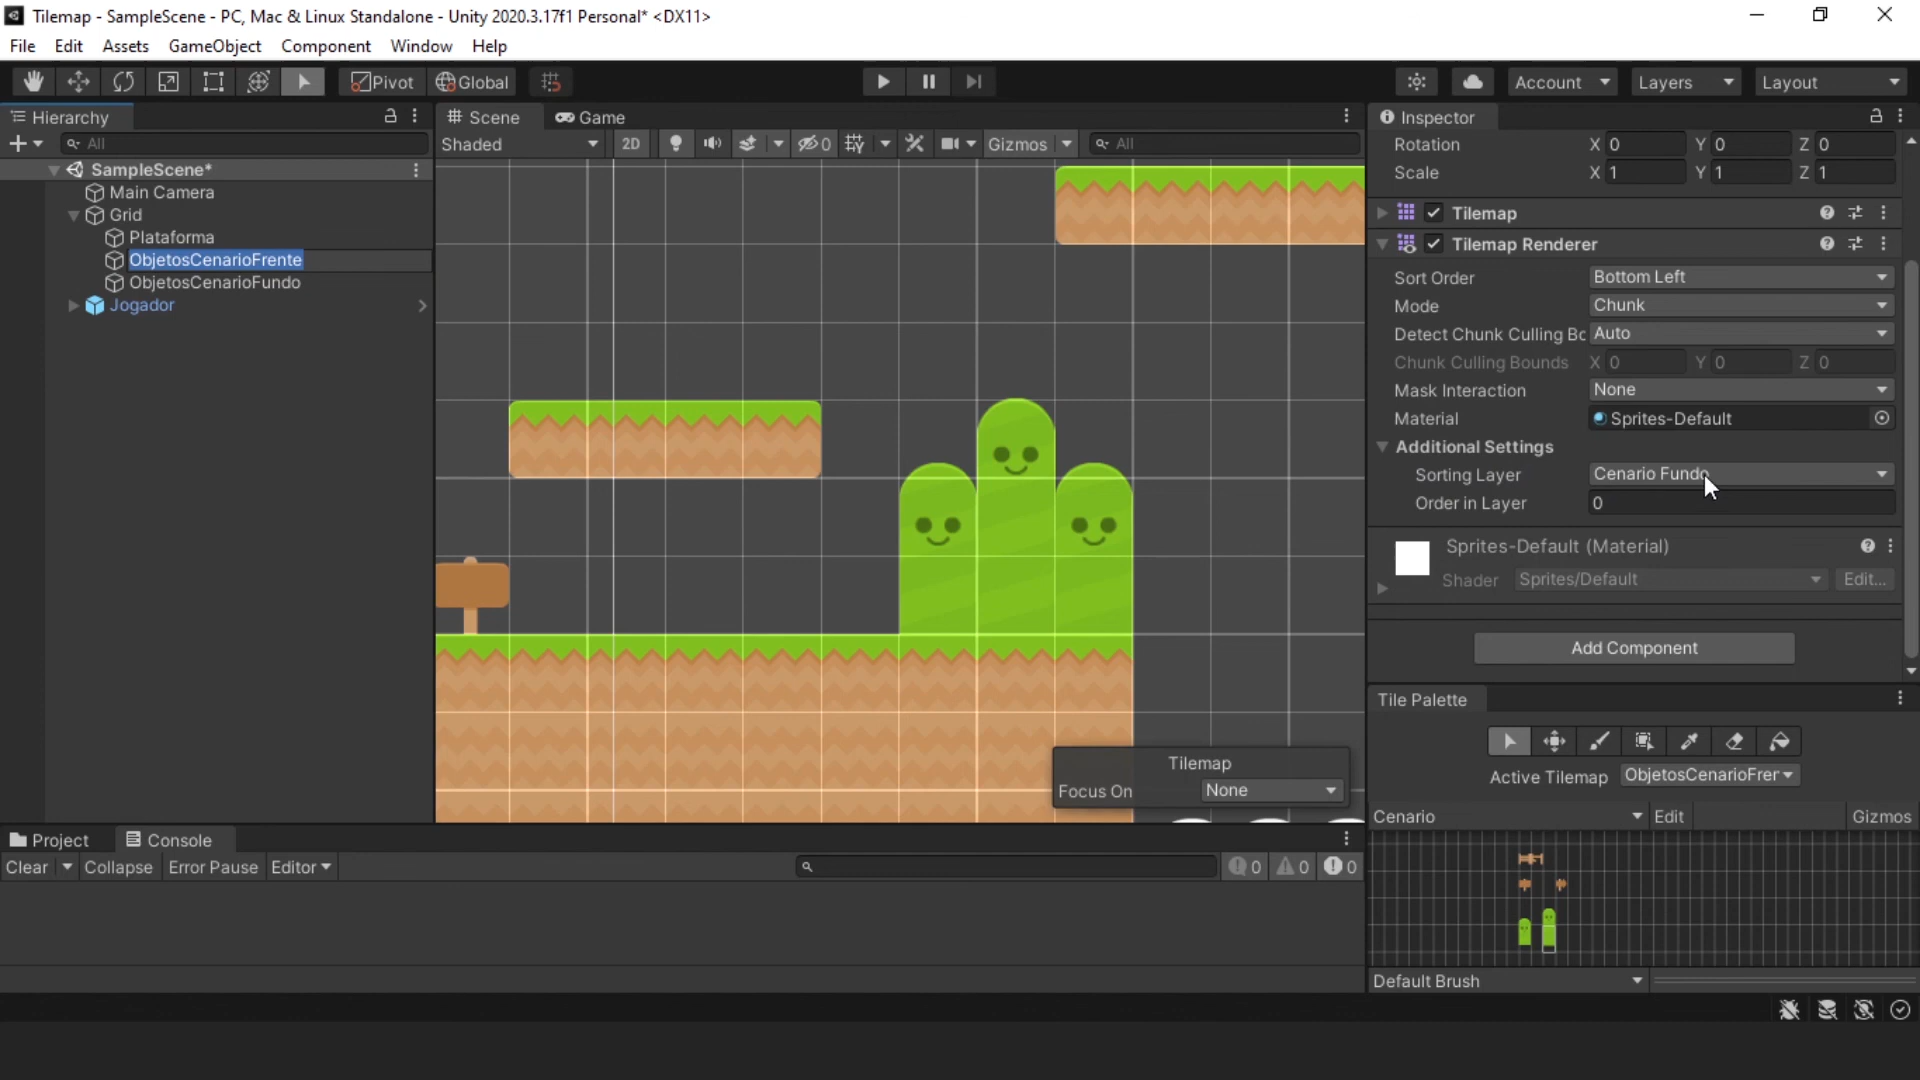 Tilemap - SampleScene - PC, Mac & Linux Standalone - Unity 2020.3.17f1 Personal* <DX11>
File Edit Assets GameObject Component Window Help
Pivot Global Account Layers Layout
Hierarchy
All
SampleScene*
Main Camera
Grid
Plataforma
ObjetosCenarioFrente
ObjetosCenarioFundo
Jogador
Scene Game
Shaded 2D 0 Gizmos All
Tilemap
Focus On None
Inspector
Rotation X 0 Y 0 Z 0
Scale X 1 Y 1 Z 1
Tilemap
Tilemap Renderer
Sort Order Bottom Left
Mode Chunk
Detect Chunk Culling Bc Auto
Chunk Culling Bounds X 0 Y 0 Z 0
Mask Interaction None
Material Sprites-Default
Additional Settings
Sorting Layer Cenario Fundo
Order in Layer 0
Sprites-Default (Material)
Shader Sprites/Default Edit...
Add Component
Tile Palette
Active Tilemap ObjetosCenarioFrer
Cenario Edit Gizmos
Default Brush
Project Console
Clear Collapse Error Pause Editor 0 0 0